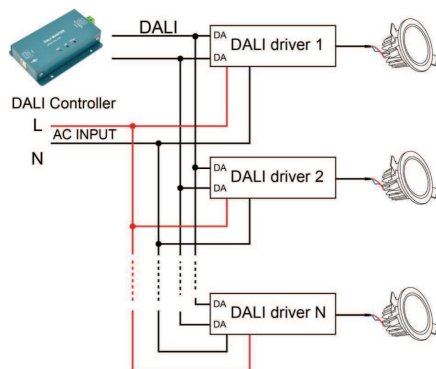 DALI
DA
DA
DALI driver 1
DALI Controller
L
AC INPUT
N
DA
DA
DALI driver 2
DA
DA
DALI driver N